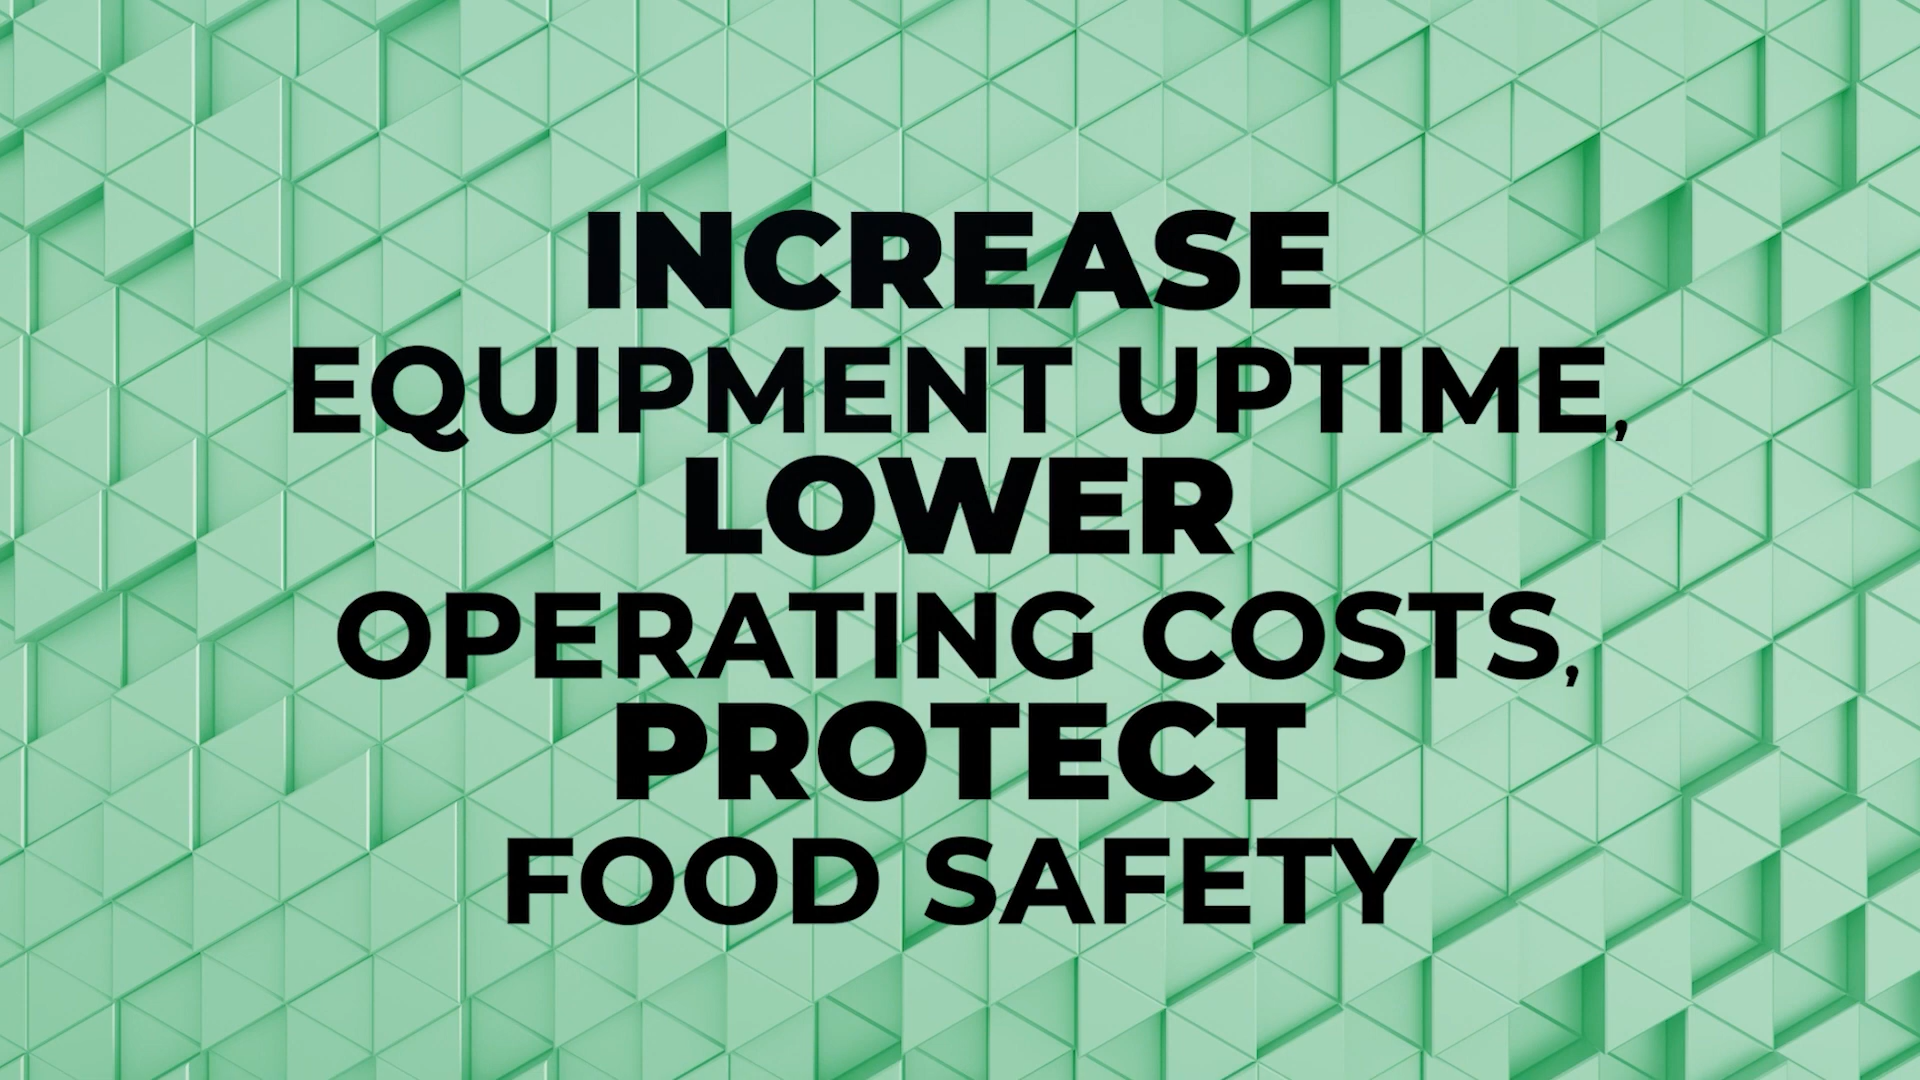 INCREASE
EQUIPMENT UPTIME,
LOWER
OPERATING COSTS,
PROTECT
FOOD SAFETY